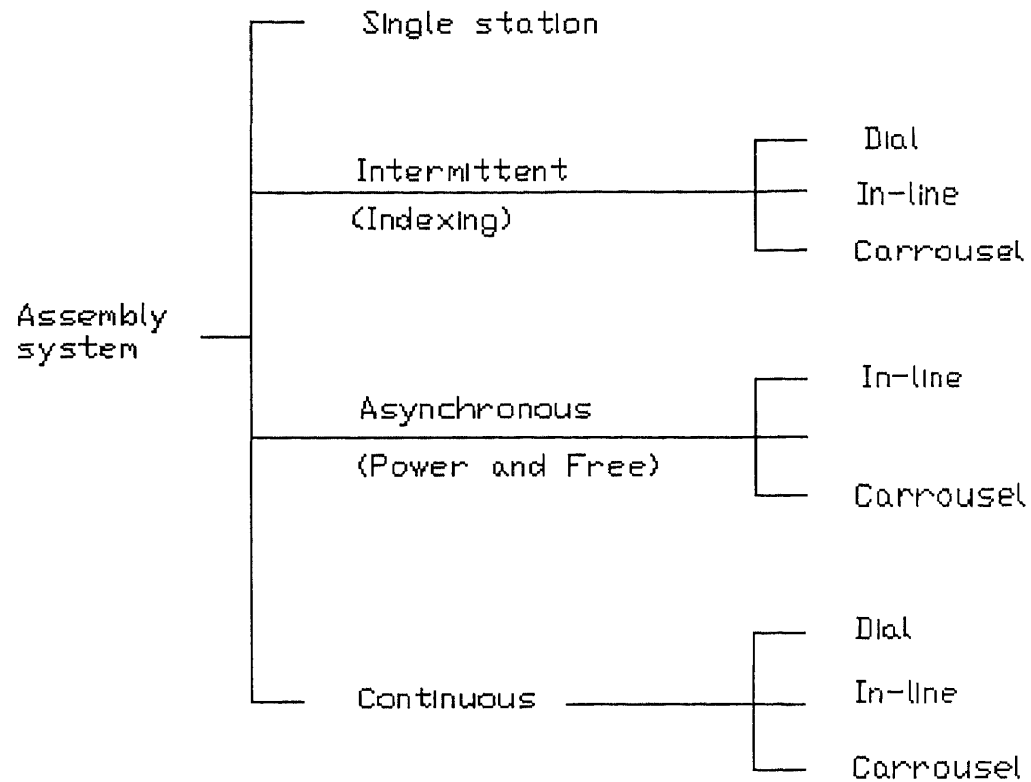 Single station
Dial
Intermittent
In-line
(Indexing)
Carrousel
Assembly
system
In-line
Asynchronous
(Power and Free)
Carrousel
Dial
In-line
Continuous
Carrousel